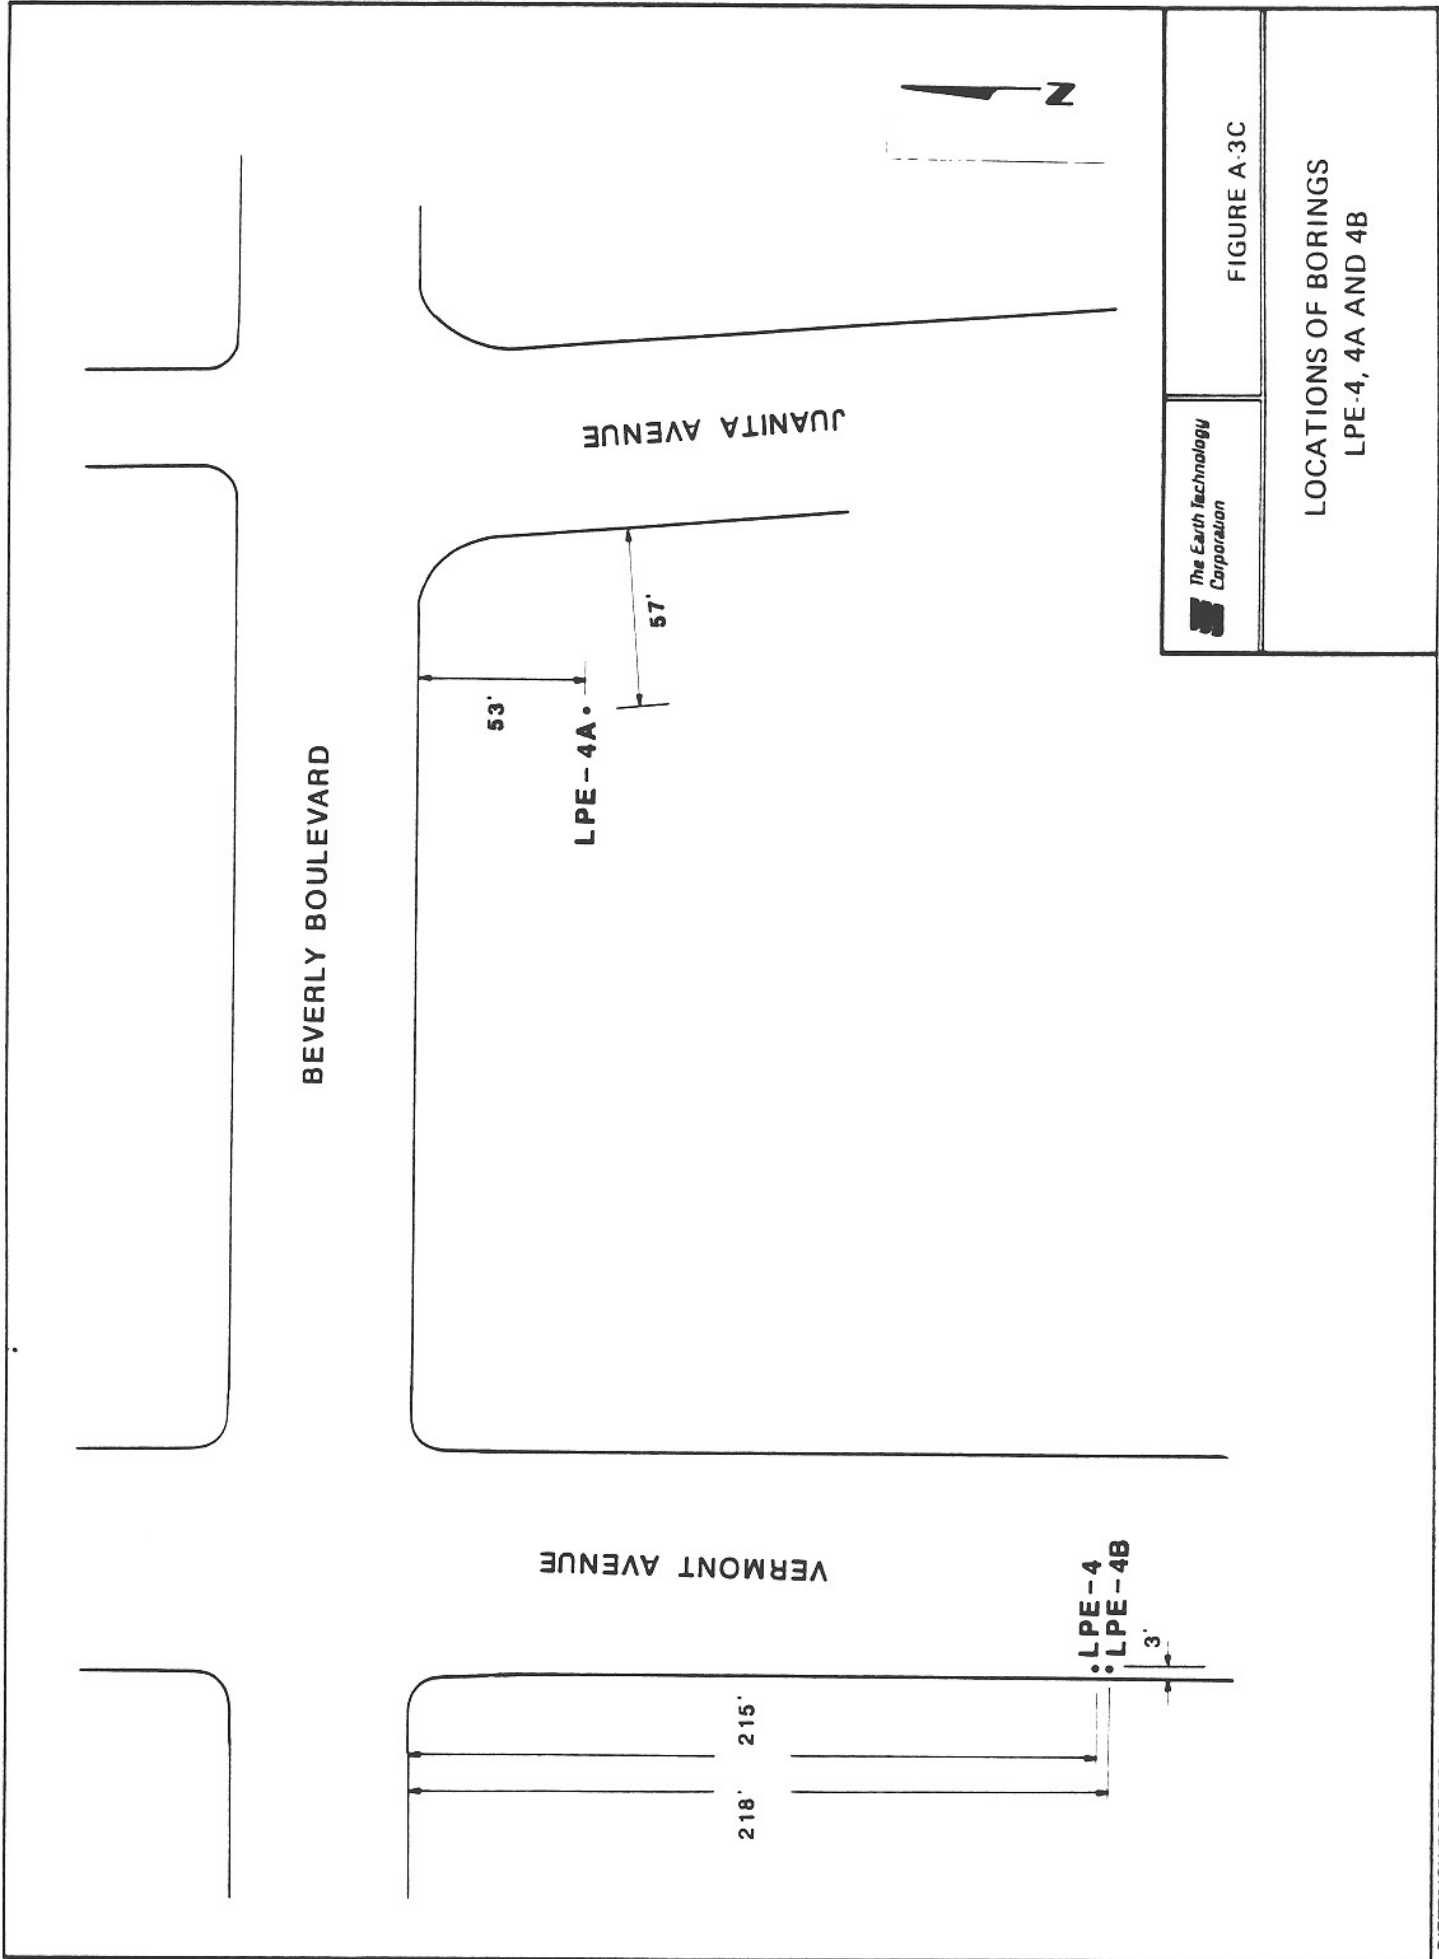 BEVERLY BOULEVARD
JUANITA AVENUE
VERMONT AVENUE
53'
LPE-4A
57'
215'
218'
LPE-4
LPE-4B
3'
N
The Earth Technology
Corporation
FIGURE A-3C
LOCATIONS OF BORINGS
LPE-4, 4A AND 4B